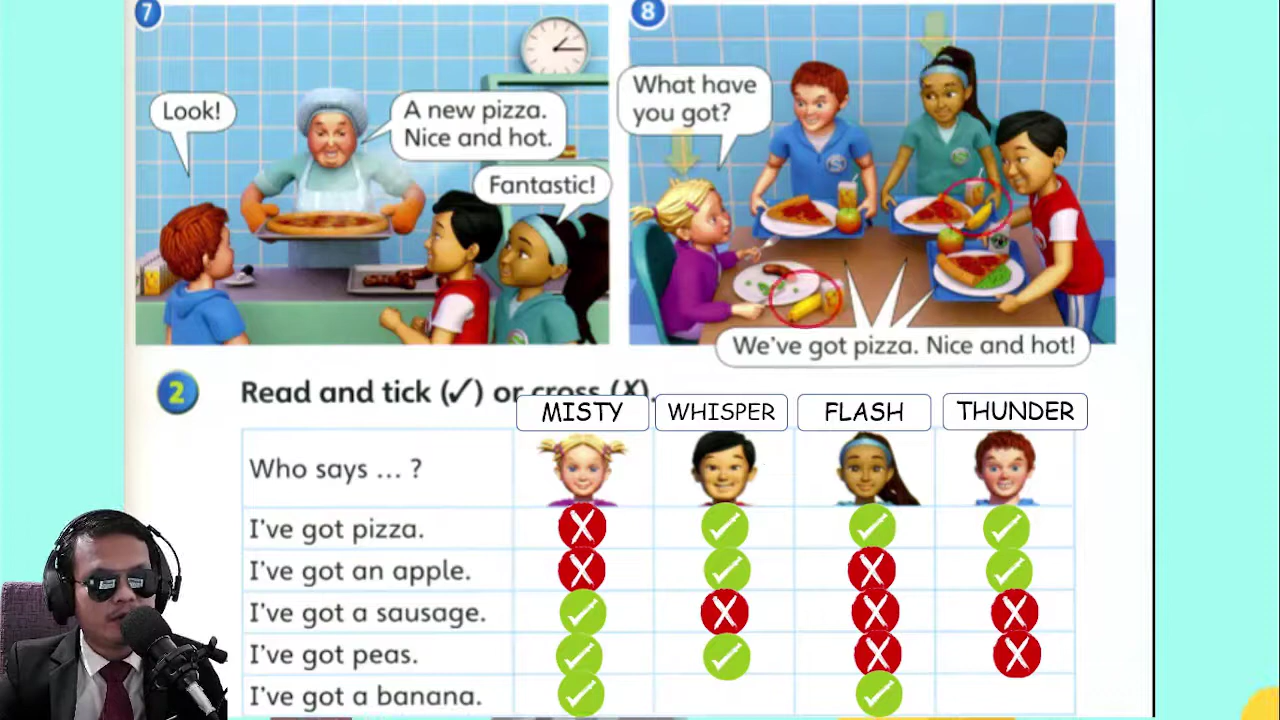 7
8
Look!
A new pizza.
Nice and hot.
Fantastic!
What have
you got?
We've got pizza. Nice and hot!
2 Read and tick (✓) or cross (✗).
MISTY WHISPER FLASH THUNDER
Who says ... ?
I've got pizza.
I've got an apple.
I've got a sausage.
I've got peas.
I've got a banana.